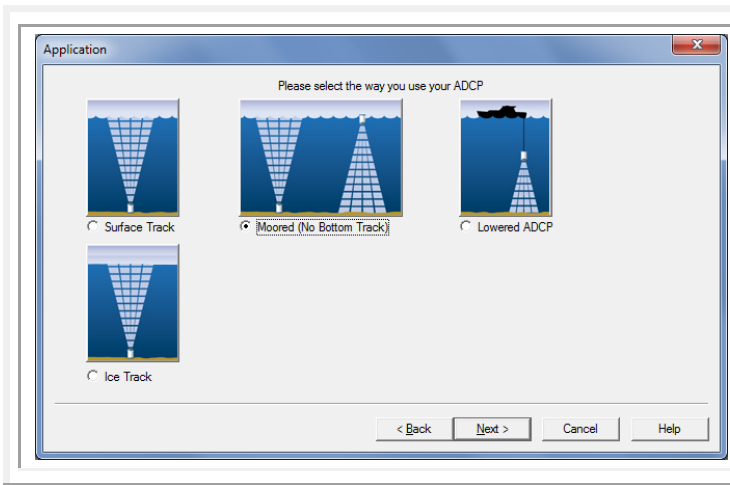 Application
Please select the way you use your ADCP
Surface Track
Moored (No Bottom Track)
Lowered ADCP
Ice Track
< Back
Next >
Cancel
Help